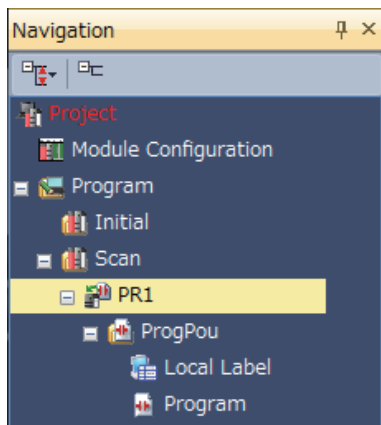 Navigation
Project
Module Configuration
Program
Initial
Scan
PR1
ProgPou
Local Label
Program